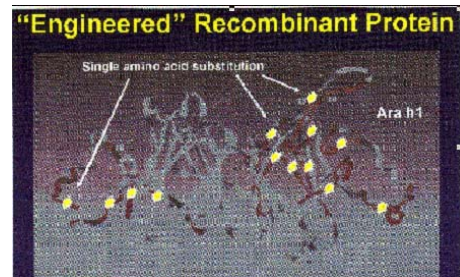 “Engineered” Recombinant Protein
Single amino acid substitution
Ara h1